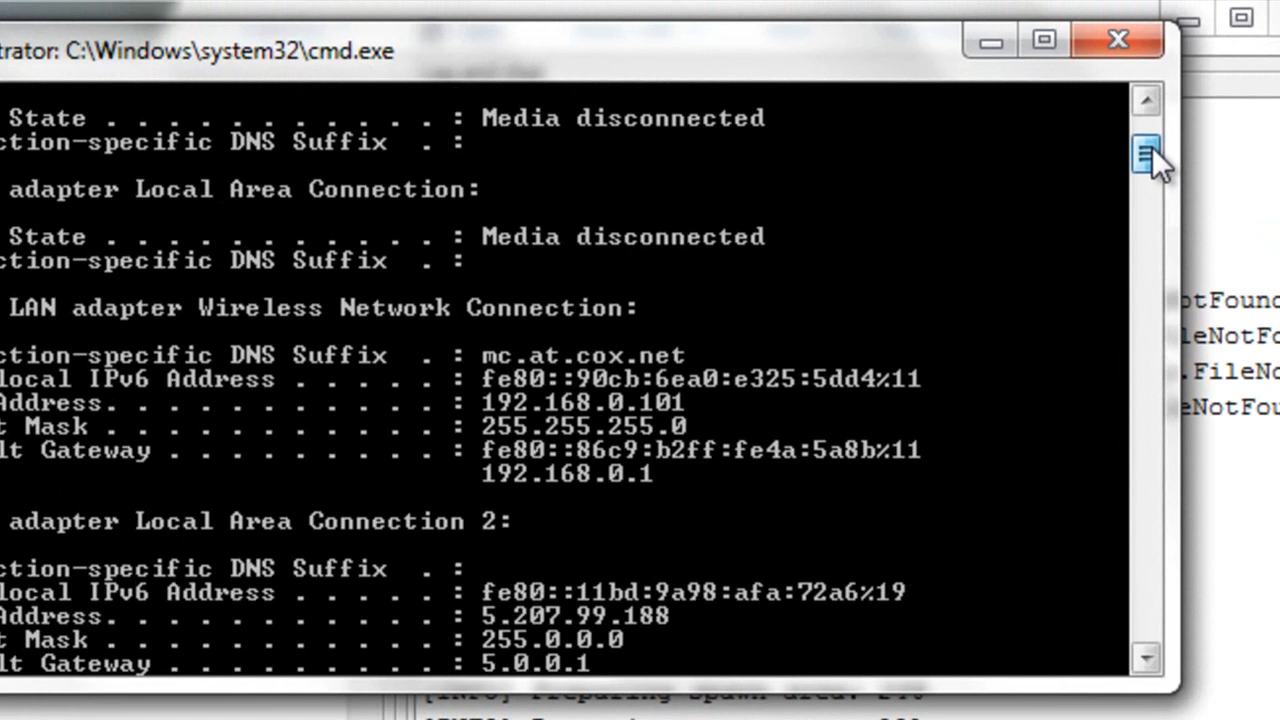 trator: C:\Windows\system32\cmd.exe
State . . . . . . . . . . . : Media disconnected
ction-specific DNS Suffix . :
adapter Local Area Connection:
State . . . . . . . . . . . : Media disconnected
ction-specific DNS Suffix . :
LAN adapter Wireless Network Connection:
ction-specific DNS Suffix . : mc.at.cox.net
local IPv6 Address . . . . . : fe80::90cb:6ea0:e325:5dd4%11
Address. . . . . . . . . . . : 192.168.0.101
t Mask . . . . . . . . . . . : 255.255.255.0
lt Gateway . . . . . . . . . : fe80::86c9:b2ff:fe4a:5a8b%11
192.168.0.1
adapter Local Area Connection 2:
ction-specific DNS Suffix . :
local IPv6 Address . . . . . : fe80::11bd:9a98:afa:72a6%19
Address. . . . . . . . . . . : 5.207.99.188
t Mask . . . . . . . . . . . : 255.0.0.0
lt Gateway . . . . . . . . . : 5.0.0.1
otFound
leNotFo
.FileNo
eNotFou